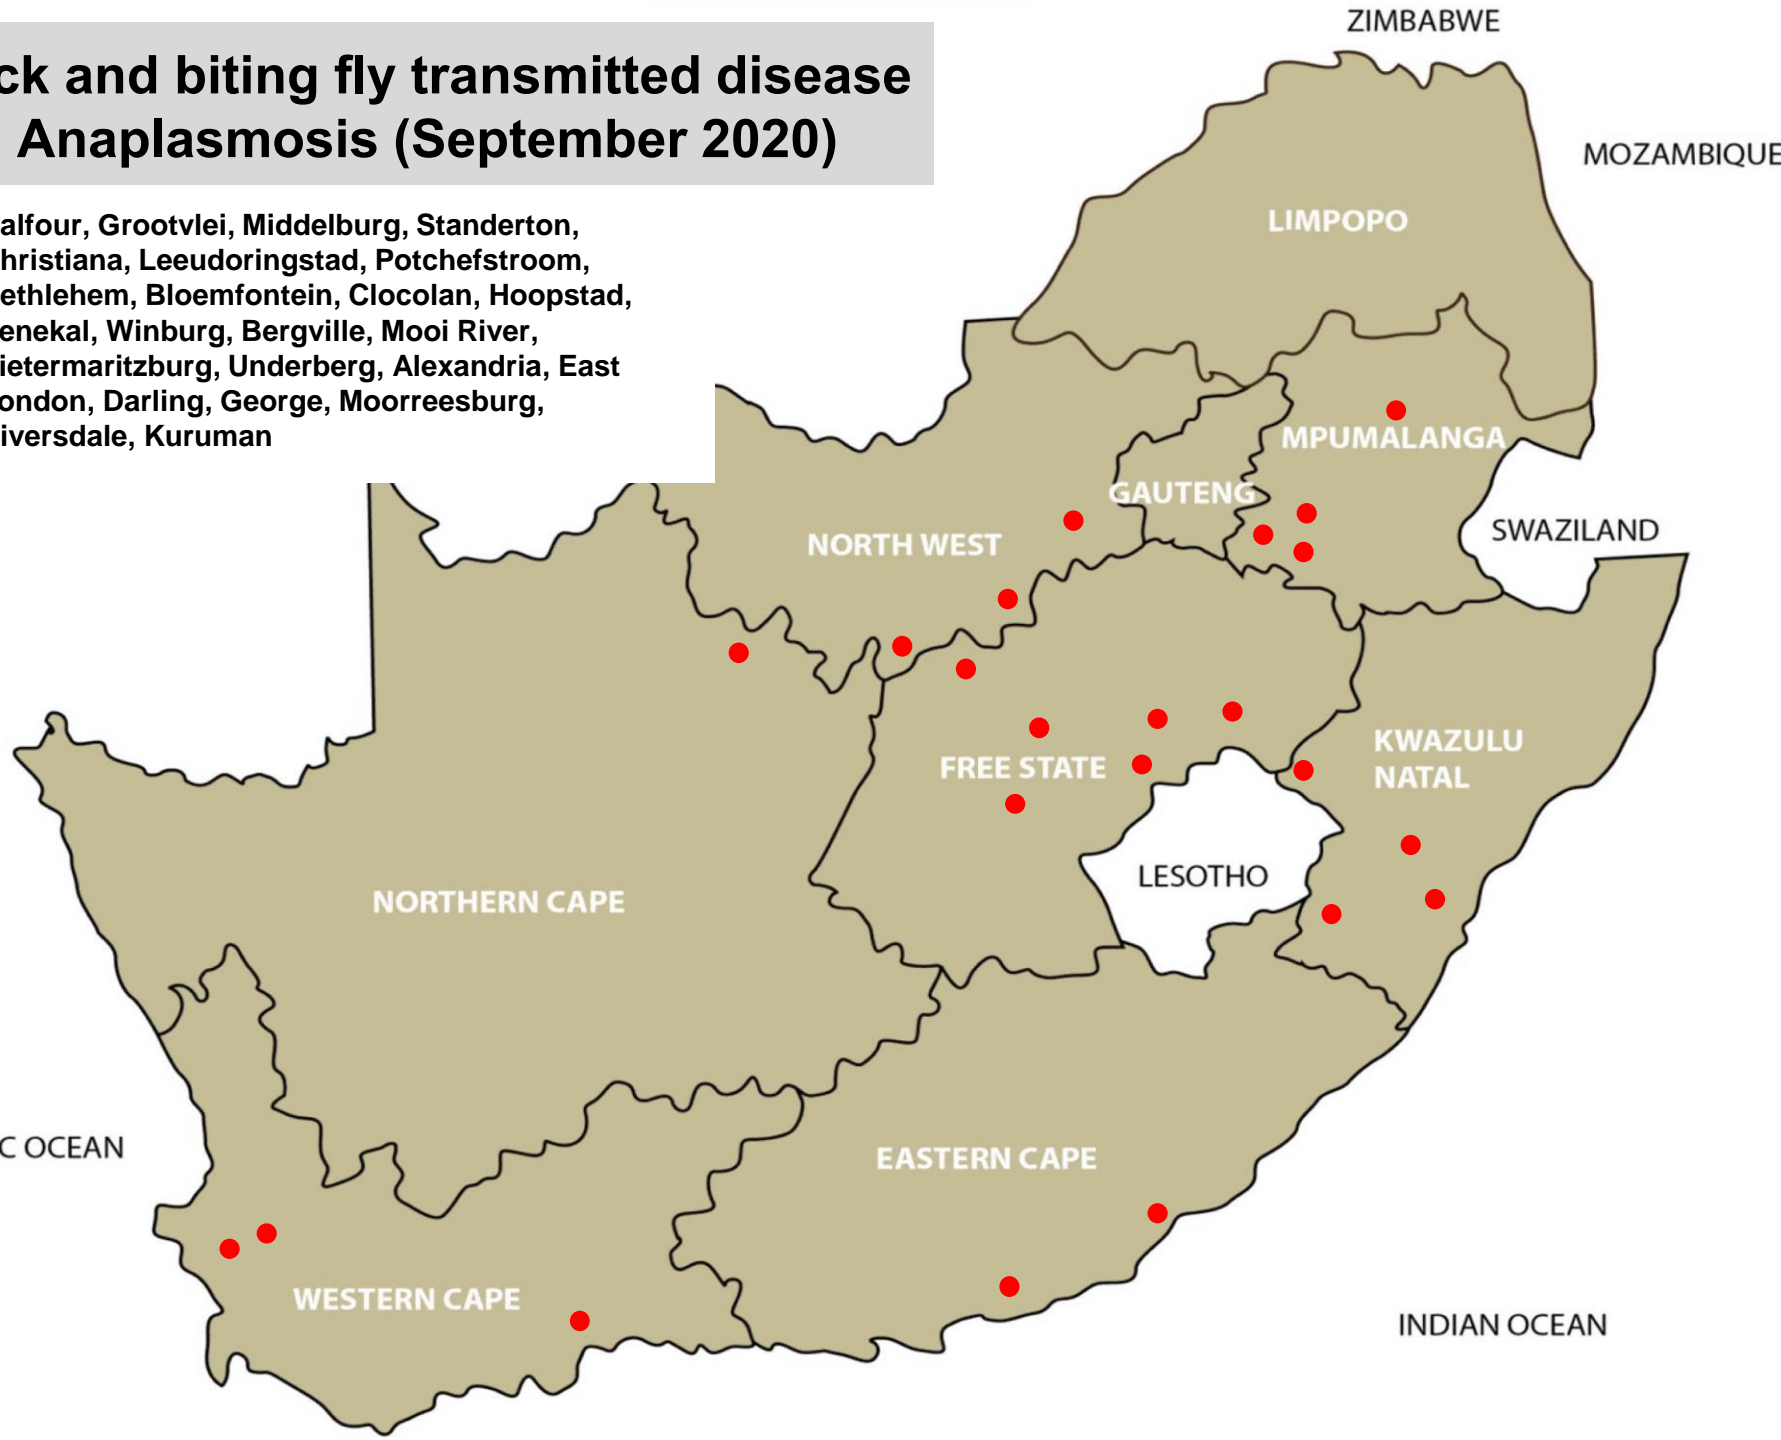 ZIMBABWE
ck and biting fly transmitted disease
Anaplasmosis (September 2020)
MOZAMBIQUE
alfour, Grootvlei, Middelburg, Standerton,
hristiana, Leeudoringstad, Potchefstroom,
ethlehem, Bloemfontein, Clocolan, Hoopstad,
enekal, Winburg, Bergville, Mooi River,
ietermaritzburg, Underberg, Alexandria, East
ondon, Darling, George, Moorreesburg,
iversdale, Kuruman
LIMPOPO
MPUMALANGA
GAUTENG
NORTH WEST
SWAZILAND
KWAZULU
NATAL
FREE STATE
LESOTHO
NORTHERN CAPE
C OCEAN
EASTERN CAPE
WESTERN CAPE
INDIAN OCEAN